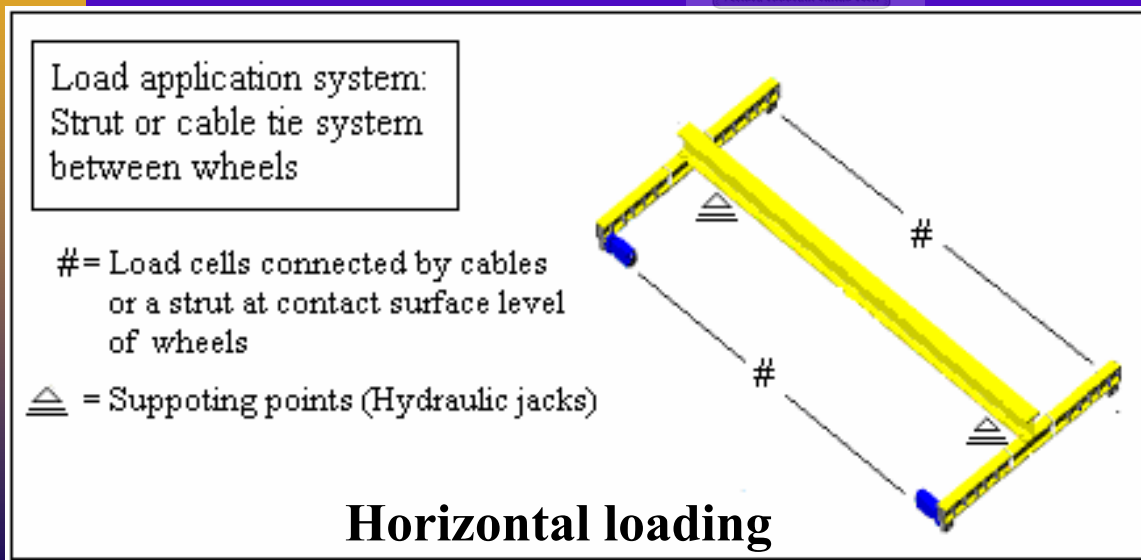 Load application system:
Strut or cable tie system
between wheels
#= Load cells connected by cables
or a strut at contact surface level
of wheels
= Suppoting points (Hydraulic jacks)
#
#
Horizontal loading